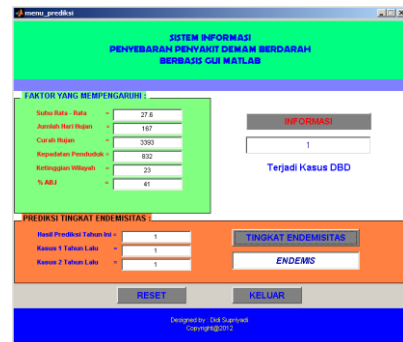 menu_prediksi
SISTEM INFORMASI
PENYEBARAN PENYAKIT DEMAM BERDARAH
BERBASIS GUI MATLAB
FAKTOR YANG MEMPENGARUHI :
Suhu Rata - Rata = 27.6
Jumlah Hari Hujan = 167
Curah Hujan = 3393
Kepadatan Penduduk = 832
Ketinggian Wilayah = 23
% ABJ = 41
INFORMASI
1
Terjadi Kasus DBD
PREDIKSI TINGKAT ENDEMISITAS :
Hasil Prediksi Tahun Ini = 1
Kasus 1 Tahun Lalu = 1
Kasus 2 Tahun Lalu = 1
TINGKAT ENDEMISITAS
ENDEMIS
RESET
KELUAR
Designed by : Didi Supriyadi
Copyright@2012